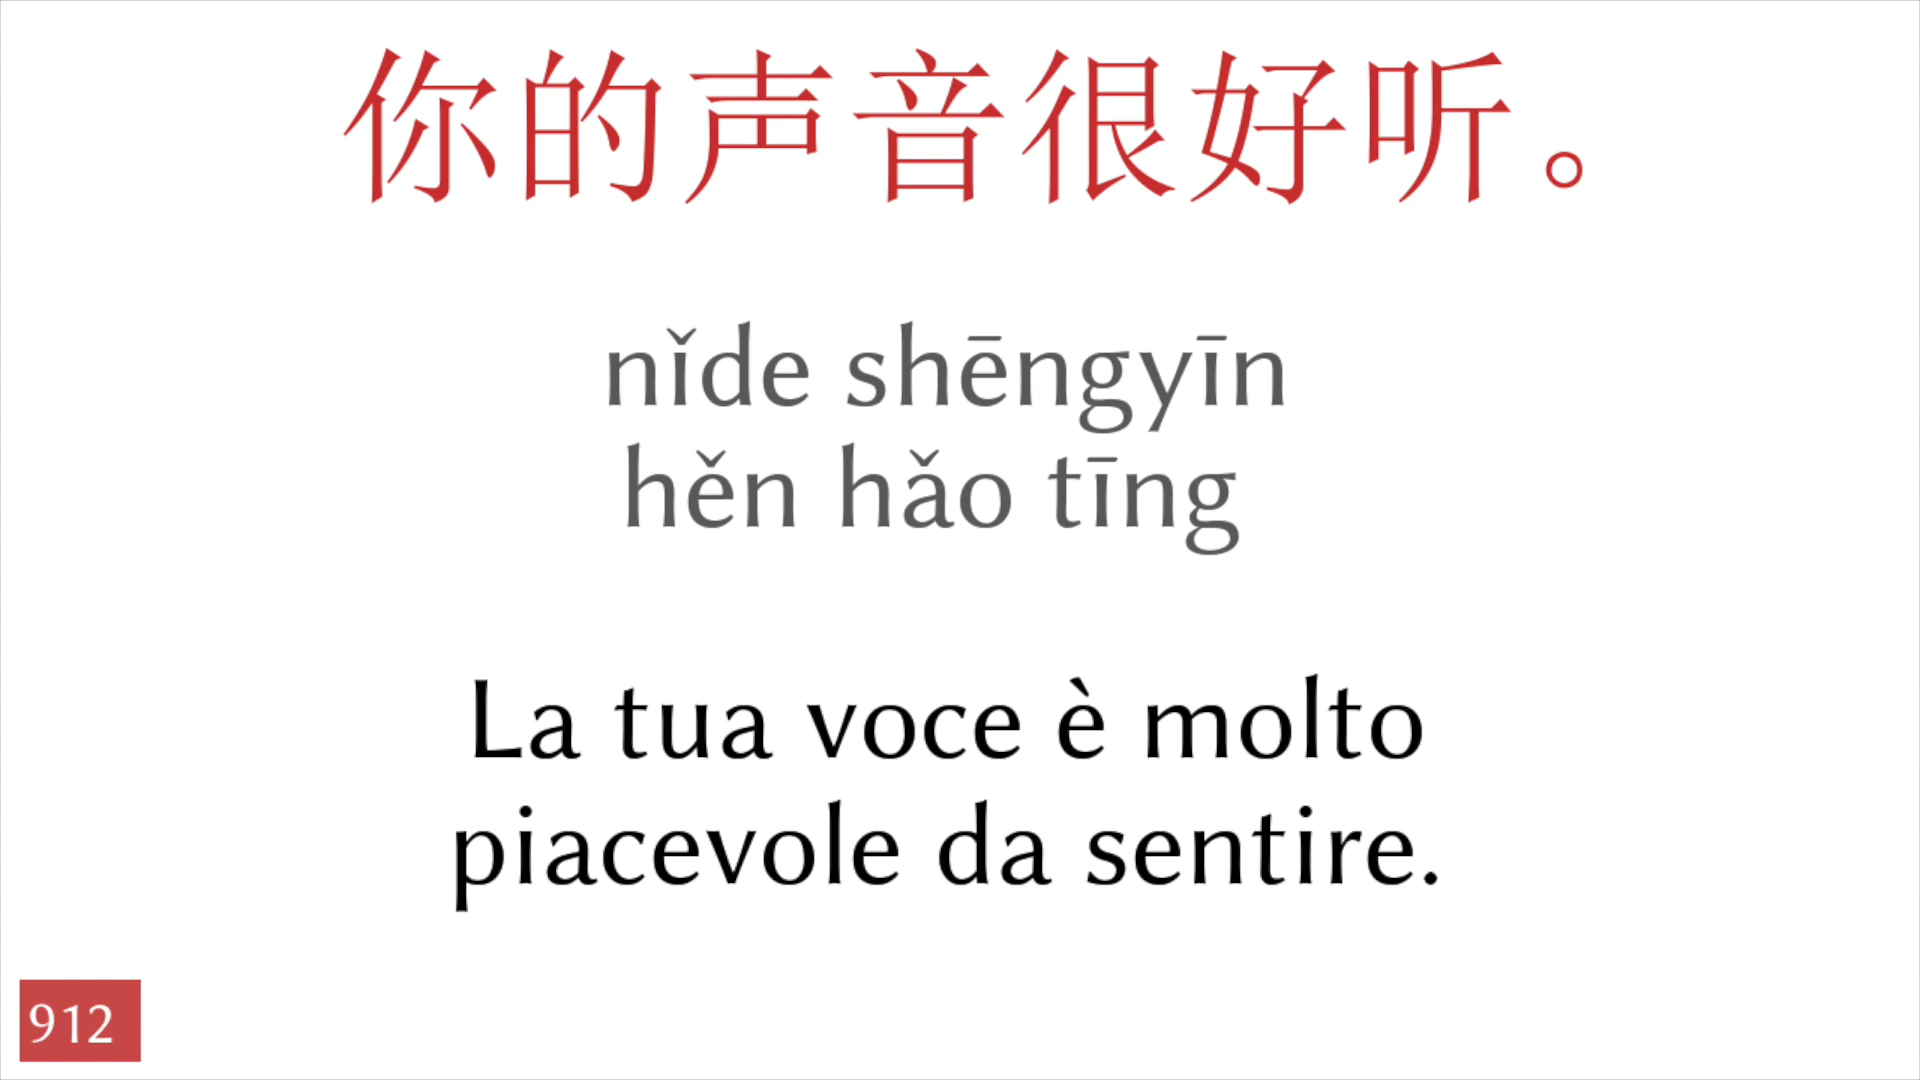 你的声音很好听。
nǐde shēngyīn
hěn hǎo tīng
La tua voce è molto
piacevole da sentire.
912